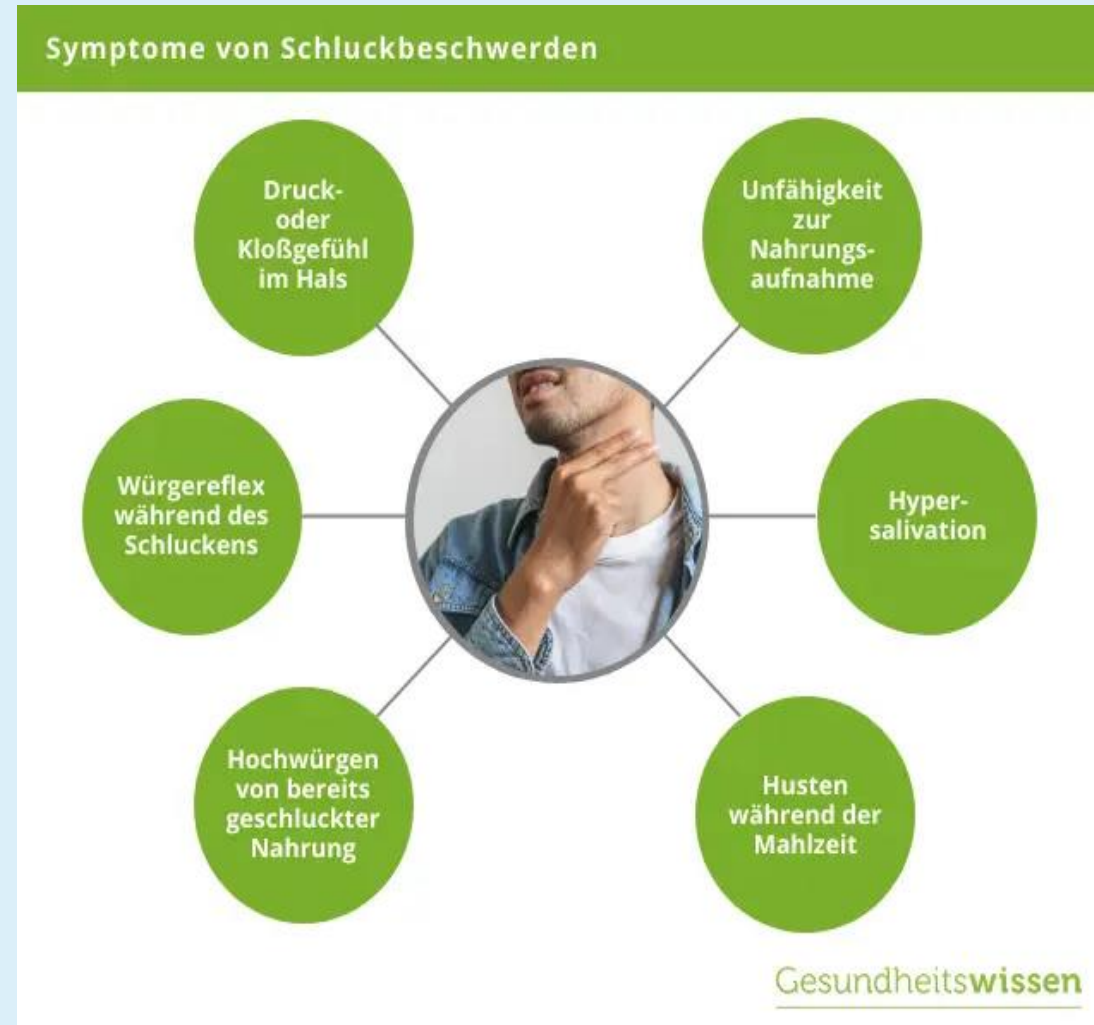 Symptome von Schluckbeschwerden
Druck-
oder
Kloßgefühl
im Hals
Unfähigkeit
zur
Nahrungs-
aufnahme
Würgereflex
während des
Schluckens
Hyper-
salivation
Hochwürgen
von bereits
geschluckter
Nahrung
Husten
während der
Mahlzeit
Gesundheitswissen